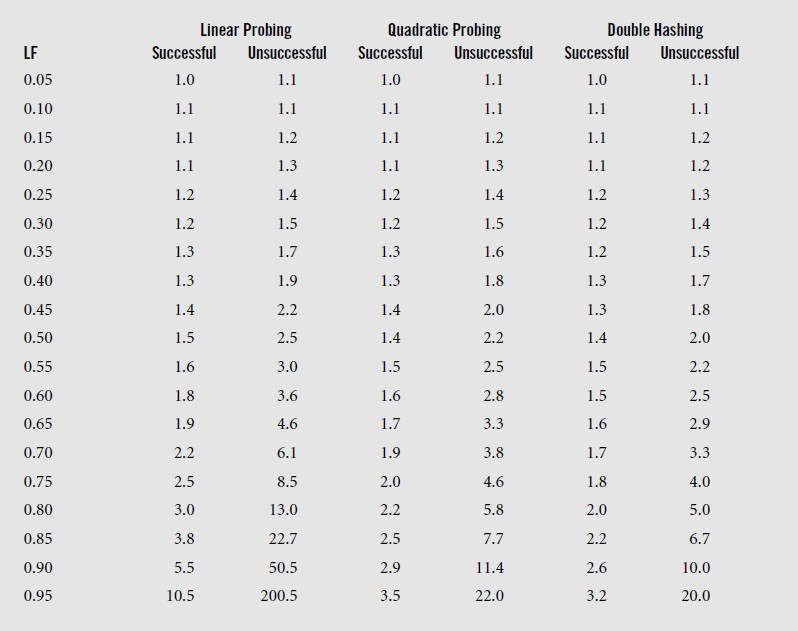 Linear Probing Quadratic Probing Double Hashing
LF Successful Unsuccessful Successful Unsuccessful Successful Unsuccessful
0.05 1.0 1.1 1.0 1.1 1.0 1.1
0.10 1.1 1.1 1.1 1.1 1.1 1.1
0.15 1.1 1.2 1.1 1.2 1.1 1.2
0.20 1.1 1.3 1.1 1.3 1.1 1.2
0.25 1.2 1.4 1.2 1.4 1.2 1.3
0.30 1.2 1.5 1.2 1.5 1.2 1.4
0.35 1.3 1.7 1.3 1.6 1.2 1.5
0.40 1.3 1.9 1.3 1.8 1.3 1.7
0.45 1.4 2.2 1.4 2.0 1.3 1.8
0.50 1.5 2.5 1.4 2.2 1.4 2.0
0.55 1.6 3.0 1.5 2.5 1.5 2.2
0.60 1.8 3.6 1.6 2.8 1.5 2.5
0.65 1.9 4.6 1.7 3.3 1.6 2.9
0.70 2.2 6.1 1.9 3.8 1.7 3.3
0.75 2.5 8.5 2.0 4.6 1.8 4.0
0.80 3.0 13.0 2.2 5.8 2.0 5.0
0.85 3.8 22.7 2.5 7.7 2.2 6.7
0.90 5.5 50.5 2.9 11.4 2.6 10.0
0.95 10.5 200.5 3.5 22.0 3.2 20.0